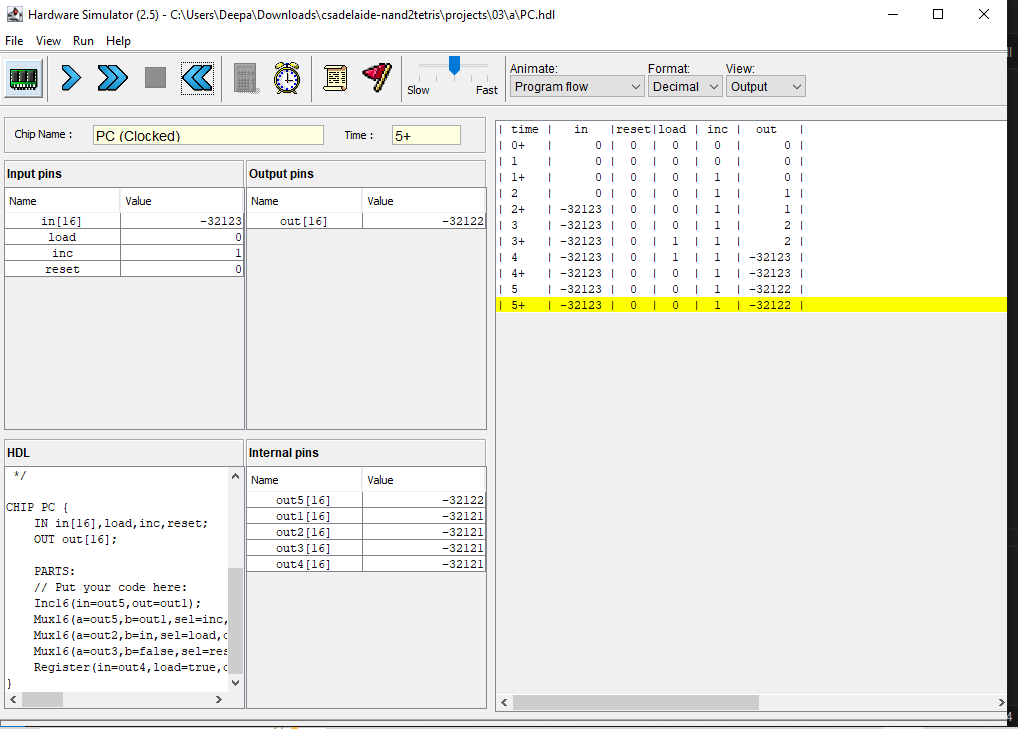 Hardware Simulator (2.5) - C:\Users\Deepa\Downloads\csadelaide-nand2tetris\projects\03\a\PC.hdl
File View Run Help
Slow Fast
Animate: Format: View:
Program flow Decimal Output
Chip Name : PC (Clocked) Time : 5+
Input pins
Name Value
in[16] -32123
load 0
inc 1
reset 0
Output pins
Name Value
out[16] -32122
HDL
*/
CHIP PC {
IN in[16],load,inc,reset;
OUT out[16];
PARTS:
// Put your code here:
Inc16(in=out5,out=out1);
Mux16(a=out5,b=out1,sel=inc,
Mux16(a=out2,b=in,sel=load,
Mux16(a=out3,b=false,sel=res
Register(in=out4,load=true,
}
Internal pins
Name Value
out5[16] -32122
out1[16] -32121
out2[16] -32121
out3[16] -32121
out4[16] -32121
| time | in |reset|load | inc | out |
| 0+ | 0 | 0 | 0 | 0 | 0 |
| 1 | 0 | 0 | 0 | 0 | 0 |
| 1+ | 0 | 0 | 0 | 1 | 0 |
| 2 | 0 | 0 | 0 | 1 | 1 |
| 2+ | -32123 | 0 | 0 | 1 | 1 |
| 3 | -32123 | 0 | 0 | 1 | 2 |
| 3+ | -32123 | 0 | 1 | 1 | 2 |
| 4 | -32123 | 0 | 1 | 1 | -32123 |
| 4+ | -32123 | 0 | 0 | 1 | -32123 |
| 5 | -32123 | 0 | 0 | 1 | -32122 |
| 5+ | -32123 | 0 | 0 | 1 | -32122 |